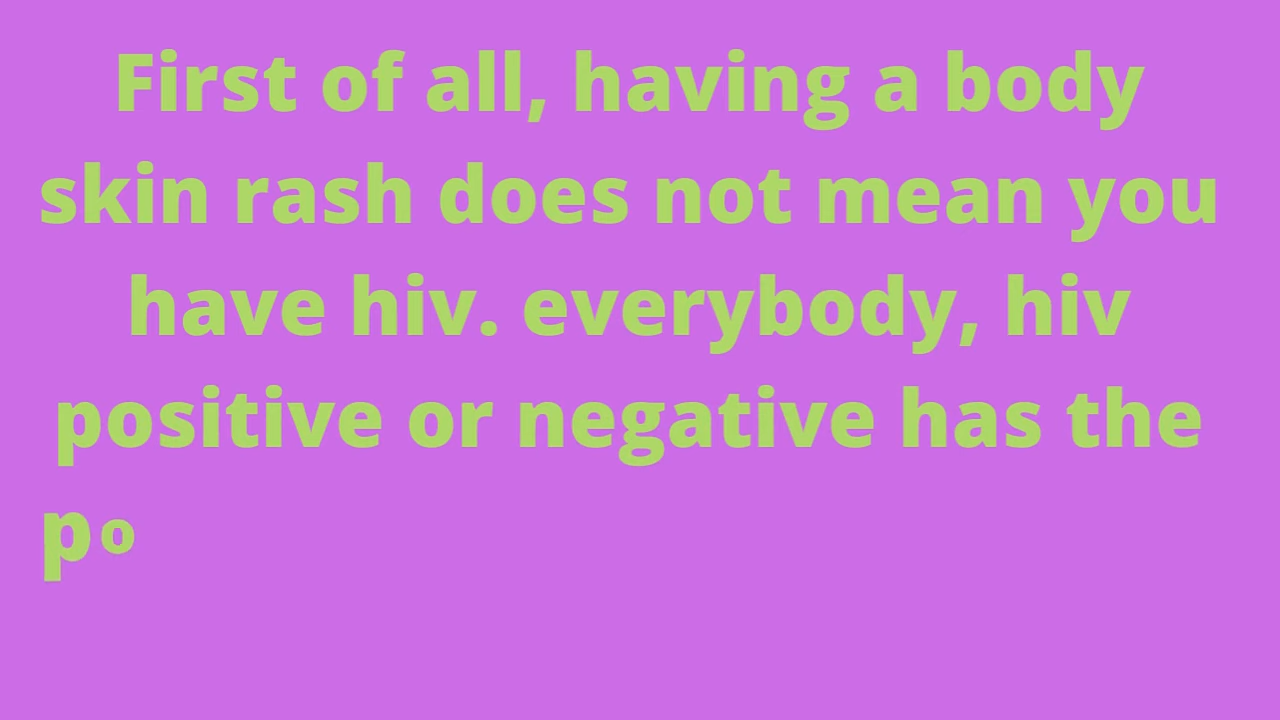 First of all, having a body
skin rash does not mean you
have hiv. everybody, hiv
positive or negative has the
po